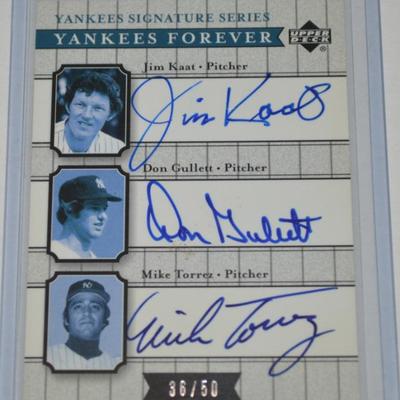 YANKEES SIGNATURE SERIES
YANKEES FOREVER
UPPER DECK ®
Jim Kaat • Pitcher
Jim Kaat
Don Gullett • Pitcher
Don Gullett
Mike Torrez • Pitcher
Mike Torrez
36/50